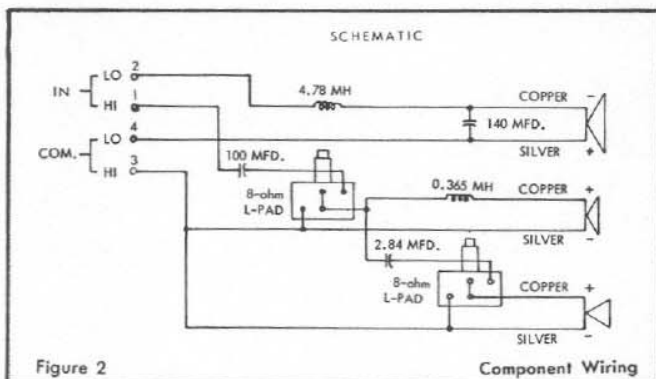 SCHEMATIC
IN
LO 2
HI 1
4.78 MH
COPPER −
140 MFD.
COM.
LO 4
HI 3
SILVER +
100 MFD.
8-ohm
L-PAD
0.365 MH
COPPER +
SILVER −
2.84 MFD.
8-ohm
L-PAD
COPPER +
SILVER −
Figure 2
Component Wiring